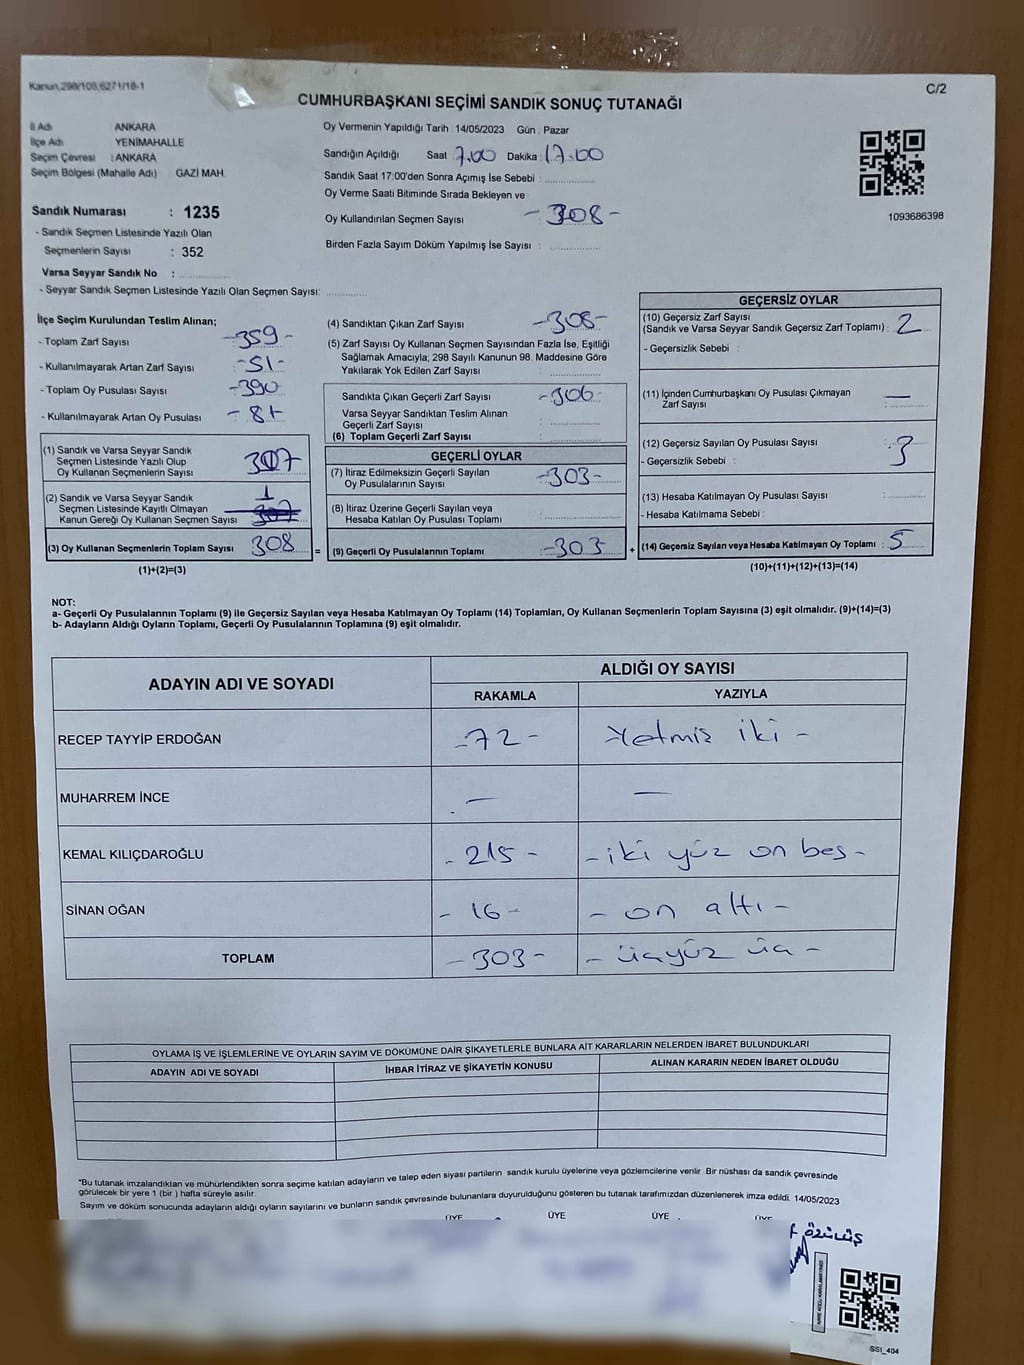 Kanun,298/105,6271/18-1
C/2
CUMHURBAŞKANI SEÇİMİ SANDIK SONUÇ TUTANAĞI
İl Adı ANKARA
İlçe Adı YENİMAHALLE
Seçim Çevresi : ANKARA
Seçim Bölgesi (Mahalle Adı) : GAZİ MAH.
Sandık Numarası : 1235
- Sandık Seçmen Listesinde Yazılı Olan
Seçmenlerin Sayısı : 352
Varsa Seyyar Sandık No :
- Seyyar Sandık Seçmen Listesinde Yazılı Olan Seçmen Sayısı:
Oy Vermenin Yapıldığı Tarih : 14/05/2023 Gün : Pazar
Sandığın Açıldığı Saat 7.00 Dakika : 17.00
Sandık Saat 17:00'den Sonra Açımış İse Sebebi :
Oy Verme Saati Bitiminde Sırada Bekleyen ve
Oy Kullandırılan Seçmen Sayısı - 308 -
Birden Fazla Sayım Döküm Yapılmış İse Sayısı :
1093686398
İlçe Seçim Kurulundan Teslim Alınan;
- Toplam Zarf Sayısı -359-
- Kullanılmayarak Artan Zarf Sayısı -51-
- Toplam Oy Pusulası Sayısı -390
- Kullanılmayarak Artan Oy Pusulası -81-
(1) Sandık ve Varsa Seyyar Sandık
Seçmen Listesinde Yazılı Olup
Oy Kullanan Seçmenlerin Sayısı 307
(2) Sandık ve Varsa Seyyar Sandık 1
Seçmen Listesinde Kayıtlı Olmayan
Kanun Gereği Oy Kullanan Seçmen Sayısı 307
(3) Oy Kullanan Seçmenlerin Toplam Sayısı 308
(1)+(2)=(3)
(4) Sandıktan Çıkan Zarf Sayısı -308-
(5) Zarf Sayısı Oy Kullanan Seçmen Sayısından Fazla İse, Eşitliği
Sağlamak Amacıyla; 298 Sayılı Kanunun 98. Maddesine Göre
Yakılarak Yok Edilen Zarf Sayısı :
Sandıkta Çıkan Geçerli Zarf Sayısı -306-
Varsa Seyyar Sandıktan Teslim Alınan
Geçerli Zarf Sayısı :
(6) Toplam Geçerli Zarf Sayısı :
GEÇERLİ OYLAR
(7) İtiraz Edilmeksizin Geçerli Sayılan
Oy Pusulalarının Sayısı -303-
(8) İtiraz Üzerine Geçerli Sayılan veya
Hesaba Katılan Oy Pusulası Toplamı :
= (9) Geçerli Oy Pusulalarının Toplamı -303
GEÇERSİZ OYLAR
(10) Geçersiz Zarf Sayısı
(Sandık ve Varsa Seyyar Sandık Geçersiz Zarf Toplamı) : 2
- Geçersizlik Sebebi :
(11) İçinden Cumhurbaşkanı Oy Pusulası Çıkmayan
Zarf Sayısı : —
(12) Geçersiz Sayılan Oy Pusulası Sayısı : 3
- Geçersizlik Sebebi :
(13) Hesaba Katılmayan Oy Pusulası Sayısı :
- Hesaba Katılmama Sebebi :
+ (14) Geçersiz Sayılan veya Hesaba Katılmayan Oy Toplamı : 5
(10)+(11)+(12)+(13)=(14)
NOT:
a- Geçerli Oy Pusulalarının Toplamı (9) ile Geçersiz Sayılan veya Hesaba Katılmayan Oy Toplamı (14) Toplamları, Oy Kullanan Seçmenlerin Toplam Sayısına (3) eşit olmalıdır. (9)+(14)=(3)
b- Adayların Aldığı Oyların Toplamı, Geçerli Oy Pusulalarının Toplamına (9) eşit olmalıdır.
ADAYIN ADI VE SOYADI ALDIĞI OY SAYISI
RAKAMLA YAZIYLA
RECEP TAYYİP ERDOĞAN -72- Yetmiş iki -
MUHARREM İNCE — —
KEMAL KILIÇDAROĞLU - 215 - - iki yüz on beş -
SİNAN OĞAN - 16 - - on altı -
TOPLAM - 303 - - üçyüz üç -
OYLAMA İŞ VE İŞLEMLERİNE VE OYLARIN SAYIM VE DÖKÜMÜNE DAİR ŞİKAYETLERLE BUNLARA AİT KARARLARIN NELERDEN İBARET BULUNDUKLARI
ADAYIN ADI VE SOYADI İHBAR İTİRAZ VE ŞİKAYETİN KONUSU ALINAN KARARIN NEDEN İBARET OLDUĞU
"Bu tutanak imzalandıktan ve mühürlendikten sonra seçime katılan adayların ve talep eden siyasi partilerin sandık kurulu üyelerine veya gözlemcilerine verilir. Bir nüshası da sandık çevresinde
görülecek bir yere 1 (bir ) hafta süreyle asılır.
Sayım ve döküm sonucunda adayların aldığı oyların sayılarını ve bunların sandık çevresinde bulunanlara duyurulduğunu gösteren bu tutanak tarafımızdan düzenlenerek imza edildi. 14/05/2023
ÜYE ÜYE ÜYE ÜYE
ÖZÜLÜŞ
SSI_404